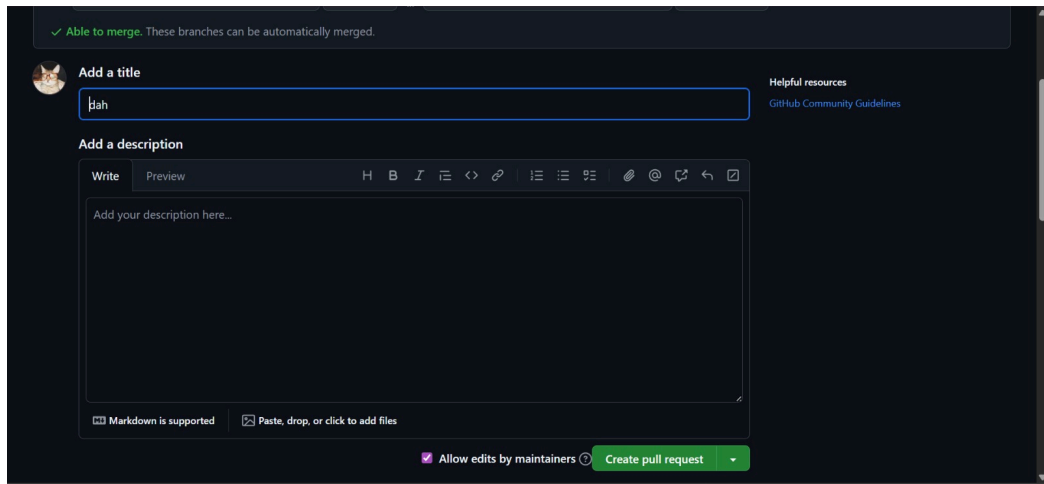 Able to merge. These branches can be automatically merged.
Add a title
Helpful resources
dah
GitHub Community Guidelines
Add a description
Write
Preview
H B I <>
@
Add your description here...
Markdown is supported
Paste, drop, or click to add files
Allow edits by maintainers
Create pull request